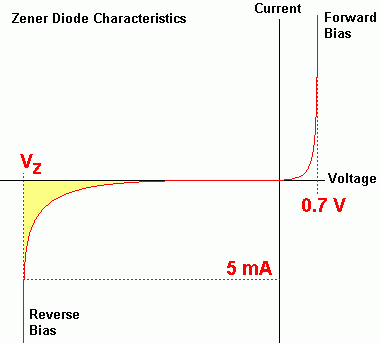 Zener Diode Characteristics
Current
Forward
Bias
VZ
Voltage
0.7 V
5 mA
Reverse
Bias